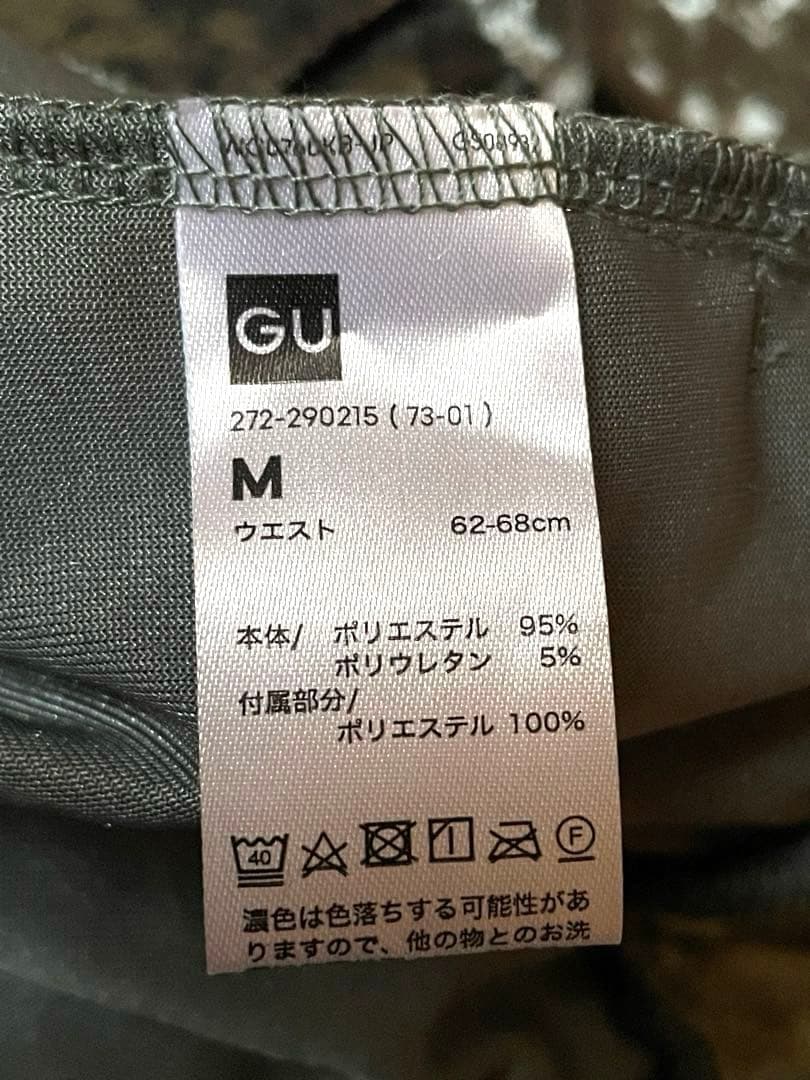 GU
272-290215 ( 73-01 )
M
ウエスト 62-68cm
本体/ ポリエステル 95%
ポリウレタン 5%
付属部分/
ポリエステル 100%
40 F
濃色は色落ちする可能性があ
りますので、他の物とのお洗